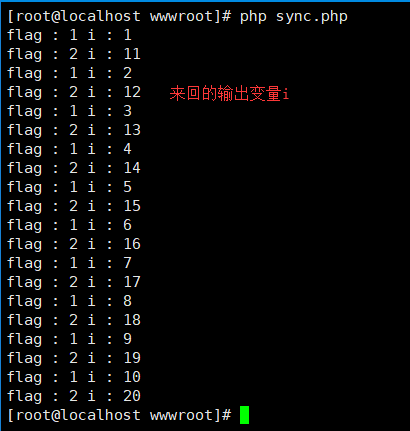 [root@localhost wwwroot]# php sync.php
flag : 1 i : 1
flag : 2 i : 11
flag : 1 i : 2
flag : 2 i : 12 来回的输出变量i
flag : 1 i : 3
flag : 2 i : 13
flag : 1 i : 4
flag : 2 i : 14
flag : 1 i : 5
flag : 2 i : 15
flag : 1 i : 6
flag : 2 i : 16
flag : 1 i : 7
flag : 2 i : 17
flag : 1 i : 8
flag : 2 i : 18
flag : 1 i : 9
flag : 2 i : 19
flag : 1 i : 10
flag : 2 i : 20
[root@localhost wwwroot]#